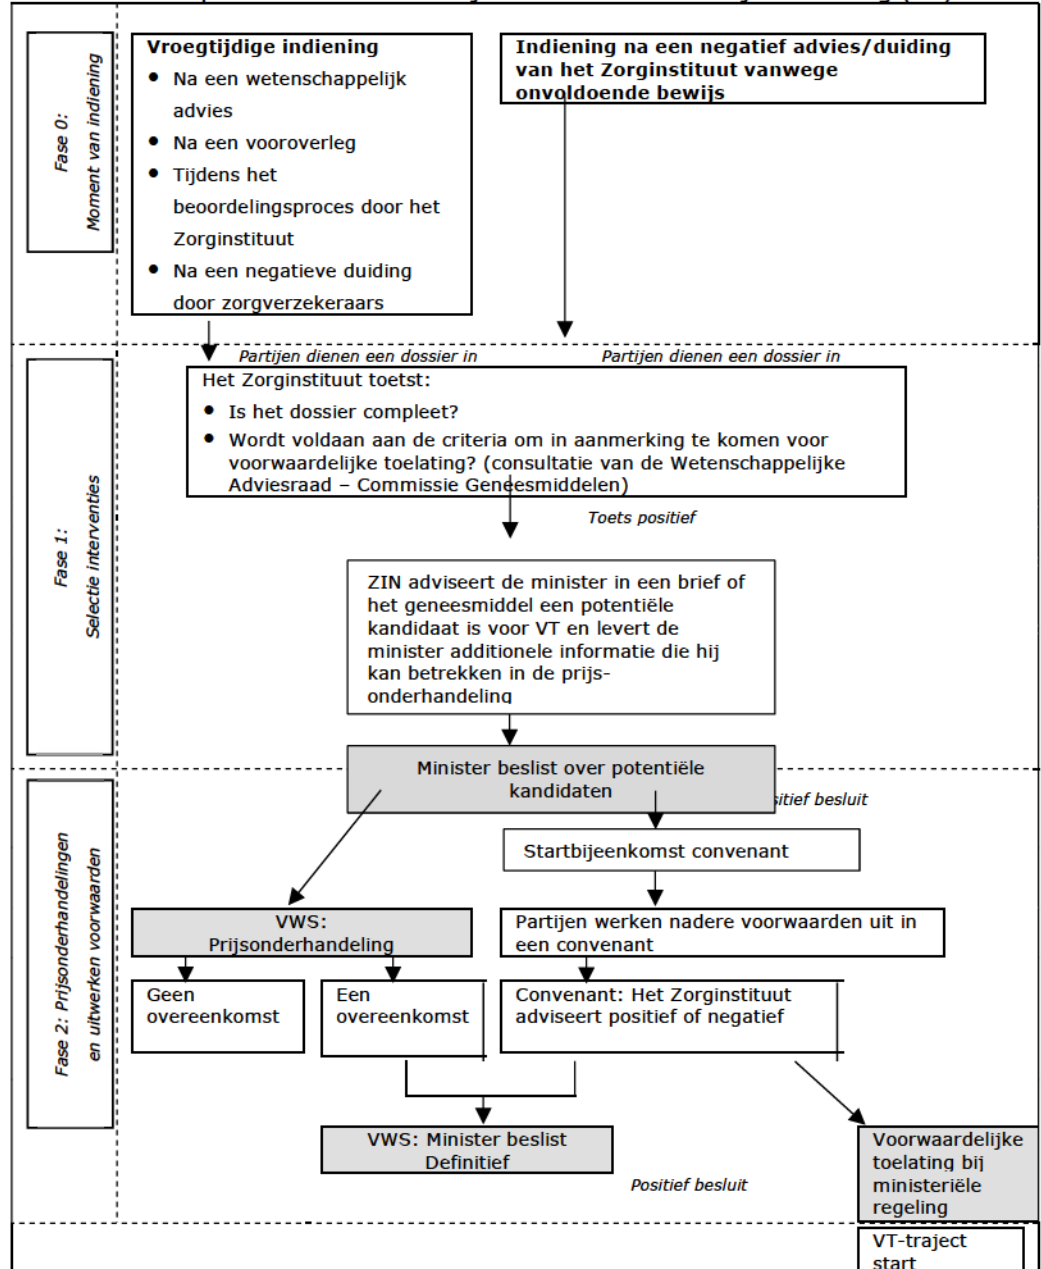 Fase 0:
Moment van indiening
Vroegtijdige indiening
• Na een wetenschappelijk
advies
• Na een vooroverleg
• Tijdens het
beoordelingsproces door het
Zorginstituut
• Na een negatieve duiding
door zorgverzekeraars
Indiening na een negatief advies/duiding
van het Zorginstituut vanwege
onvoldoende bewijs
Fase 1:
Selectie interventies
Partijen dienen een dossier in
Partijen dienen een dossier in
Het Zorginstituut toetst:
• Is het dossier compleet?
• Wordt voldaan aan de criteria om in aanmerking te komen voor
voorwaardelijke toelating? (consultatie van de Wetenschappelijke
Adviesraad – Commissie Geneesmiddelen)
Toets positief
ZIN adviseert de minister in een brief of
het geneesmiddel een potentiële
kandidaat is voor VT en levert de
minister additionele informatie die hij
kan betrekken in de prijs-
onderhandeling
Minister beslist over potentiële
kandidaten
Fase 2: Prijsonderhandelingen
en uitwerken voorwaarden
sitief besluit
Startbijeenkomst convenant
VWS:
Prijsonderhandeling
Partijen werken nadere voorwaarden uit in
een convenant
Geen
overeenkomst
Een
overeenkomst
Convenant: Het Zorginstituut
adviseert positief of negatief
VWS: Minister beslist
Definitief
Positief besluit
Voorwaardelijke
toelating bij
ministeriële
regeling
VT-traject
start